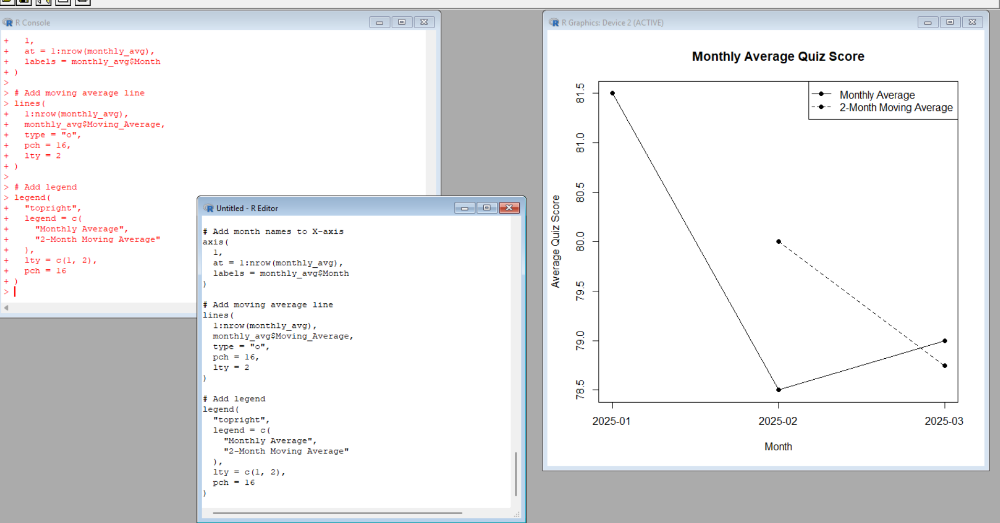 R Console
+   1,
+   at = 1:nrow(monthly_avg),
+   labels = monthly_avg$Month
+ )
>
> # Add moving average line
> lines(
+   1:nrow(monthly_avg),
+   monthly_avg$Moving_Average,
+   type = "o",
+   pch = 16,
+   lty = 2
+ )
>
> # Add legend
> legend(
+   "topright",
+   legend = c(
+     "Monthly Average",
+     "2-Month Moving Average"
+   ),
+   lty = c(1, 2),
+   pch = 16
+ )
>
Untitled - R Editor
# Add month names to X-axis
axis(
  1,
  at = 1:nrow(monthly_avg),
  labels = monthly_avg$Month
)
# Add moving average line
lines(
  1:nrow(monthly_avg),
  monthly_avg$Moving_Average,
  type = "o",
  pch = 16,
  lty = 2
)
# Add legend
legend(
  "topright",
  legend = c(
    "Monthly Average",
    "2-Month Moving Average"
  ),
  lty = c(1, 2),
  pch = 16
)
R Graphics: Device 2 (ACTIVE)
Monthly Average Quiz Score
Monthly Average
2-Month Moving Average
Average Quiz Score
81.5
81.0
80.5
80.0
79.5
79.0
78.5
2025-01
2025-02
2025-03
Month